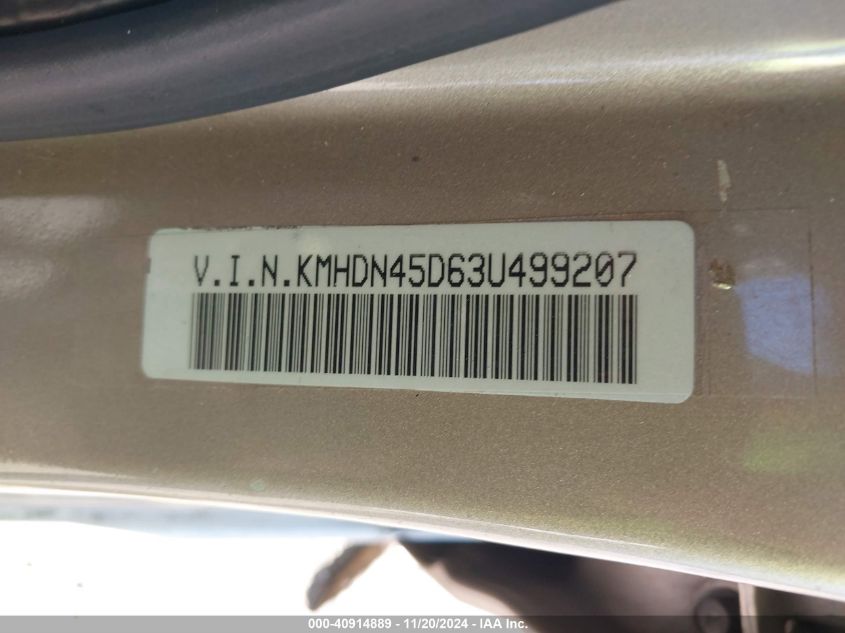 V.I.N.KMHDN45D63U499207
000-40914889 | 11/20/2024 - IAA Inc.